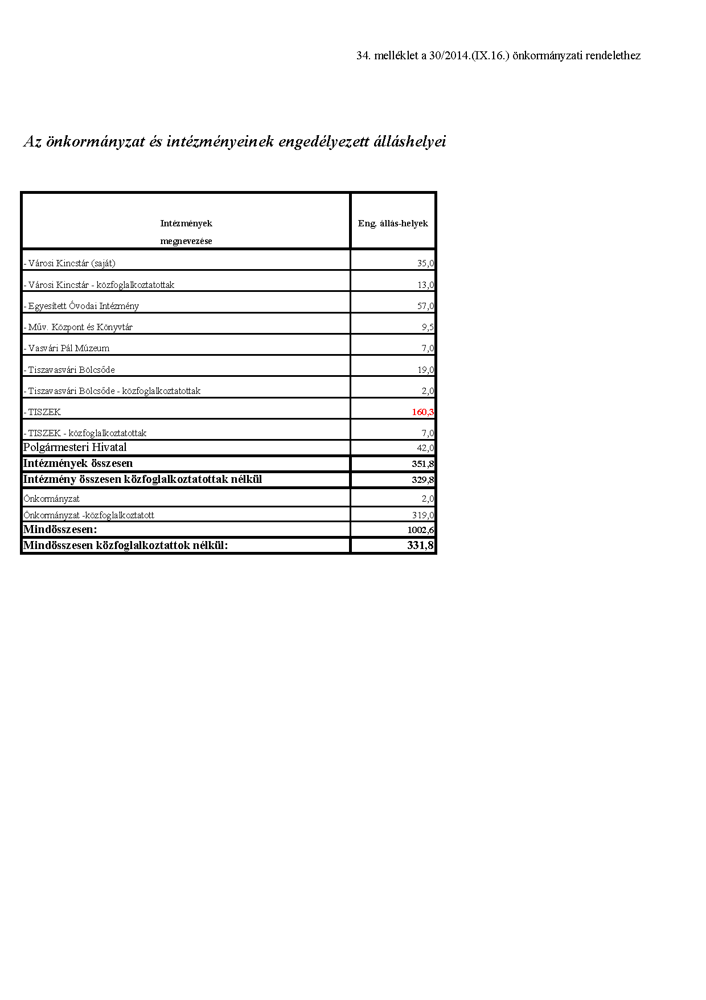 34. melléklet a 30/2014.(IX.16.) önkormányzati rendelethez
Az önkormányzat és intézményeinek engedélyezett álláshelyei
Intézmények
megnevezése
Eng. állás-helyek
- Városi Kincstár (saját) 35,0
- Városi Kincstár - közfoglalkoztatottak 13,0
- Egyesített Óvodai Intézmény 57,0
- Műv. Központ és Könyvtár 9,5
- Vasvári Pál Múzeum 7,0
- Tiszavasvári Bölcsőde 19,0
- Tiszavasvári Bölcsőde - közfoglalkoztatottak 2,0
- TISZEK 160,3
- TISZEK - közfoglalkoztatottak 7,0
Polgármesteri Hivatal 42,0
Intézmények összesen 351,8
Intézmény összesen közfoglalkoztatottak nélkül 329,8
Önkormányzat 2,0
Önkormányzat -közfoglalkoztatott 319,0
Mindösszesen: 1002,6
Mindösszesen közfoglalkoztattok nélkül: 331,8